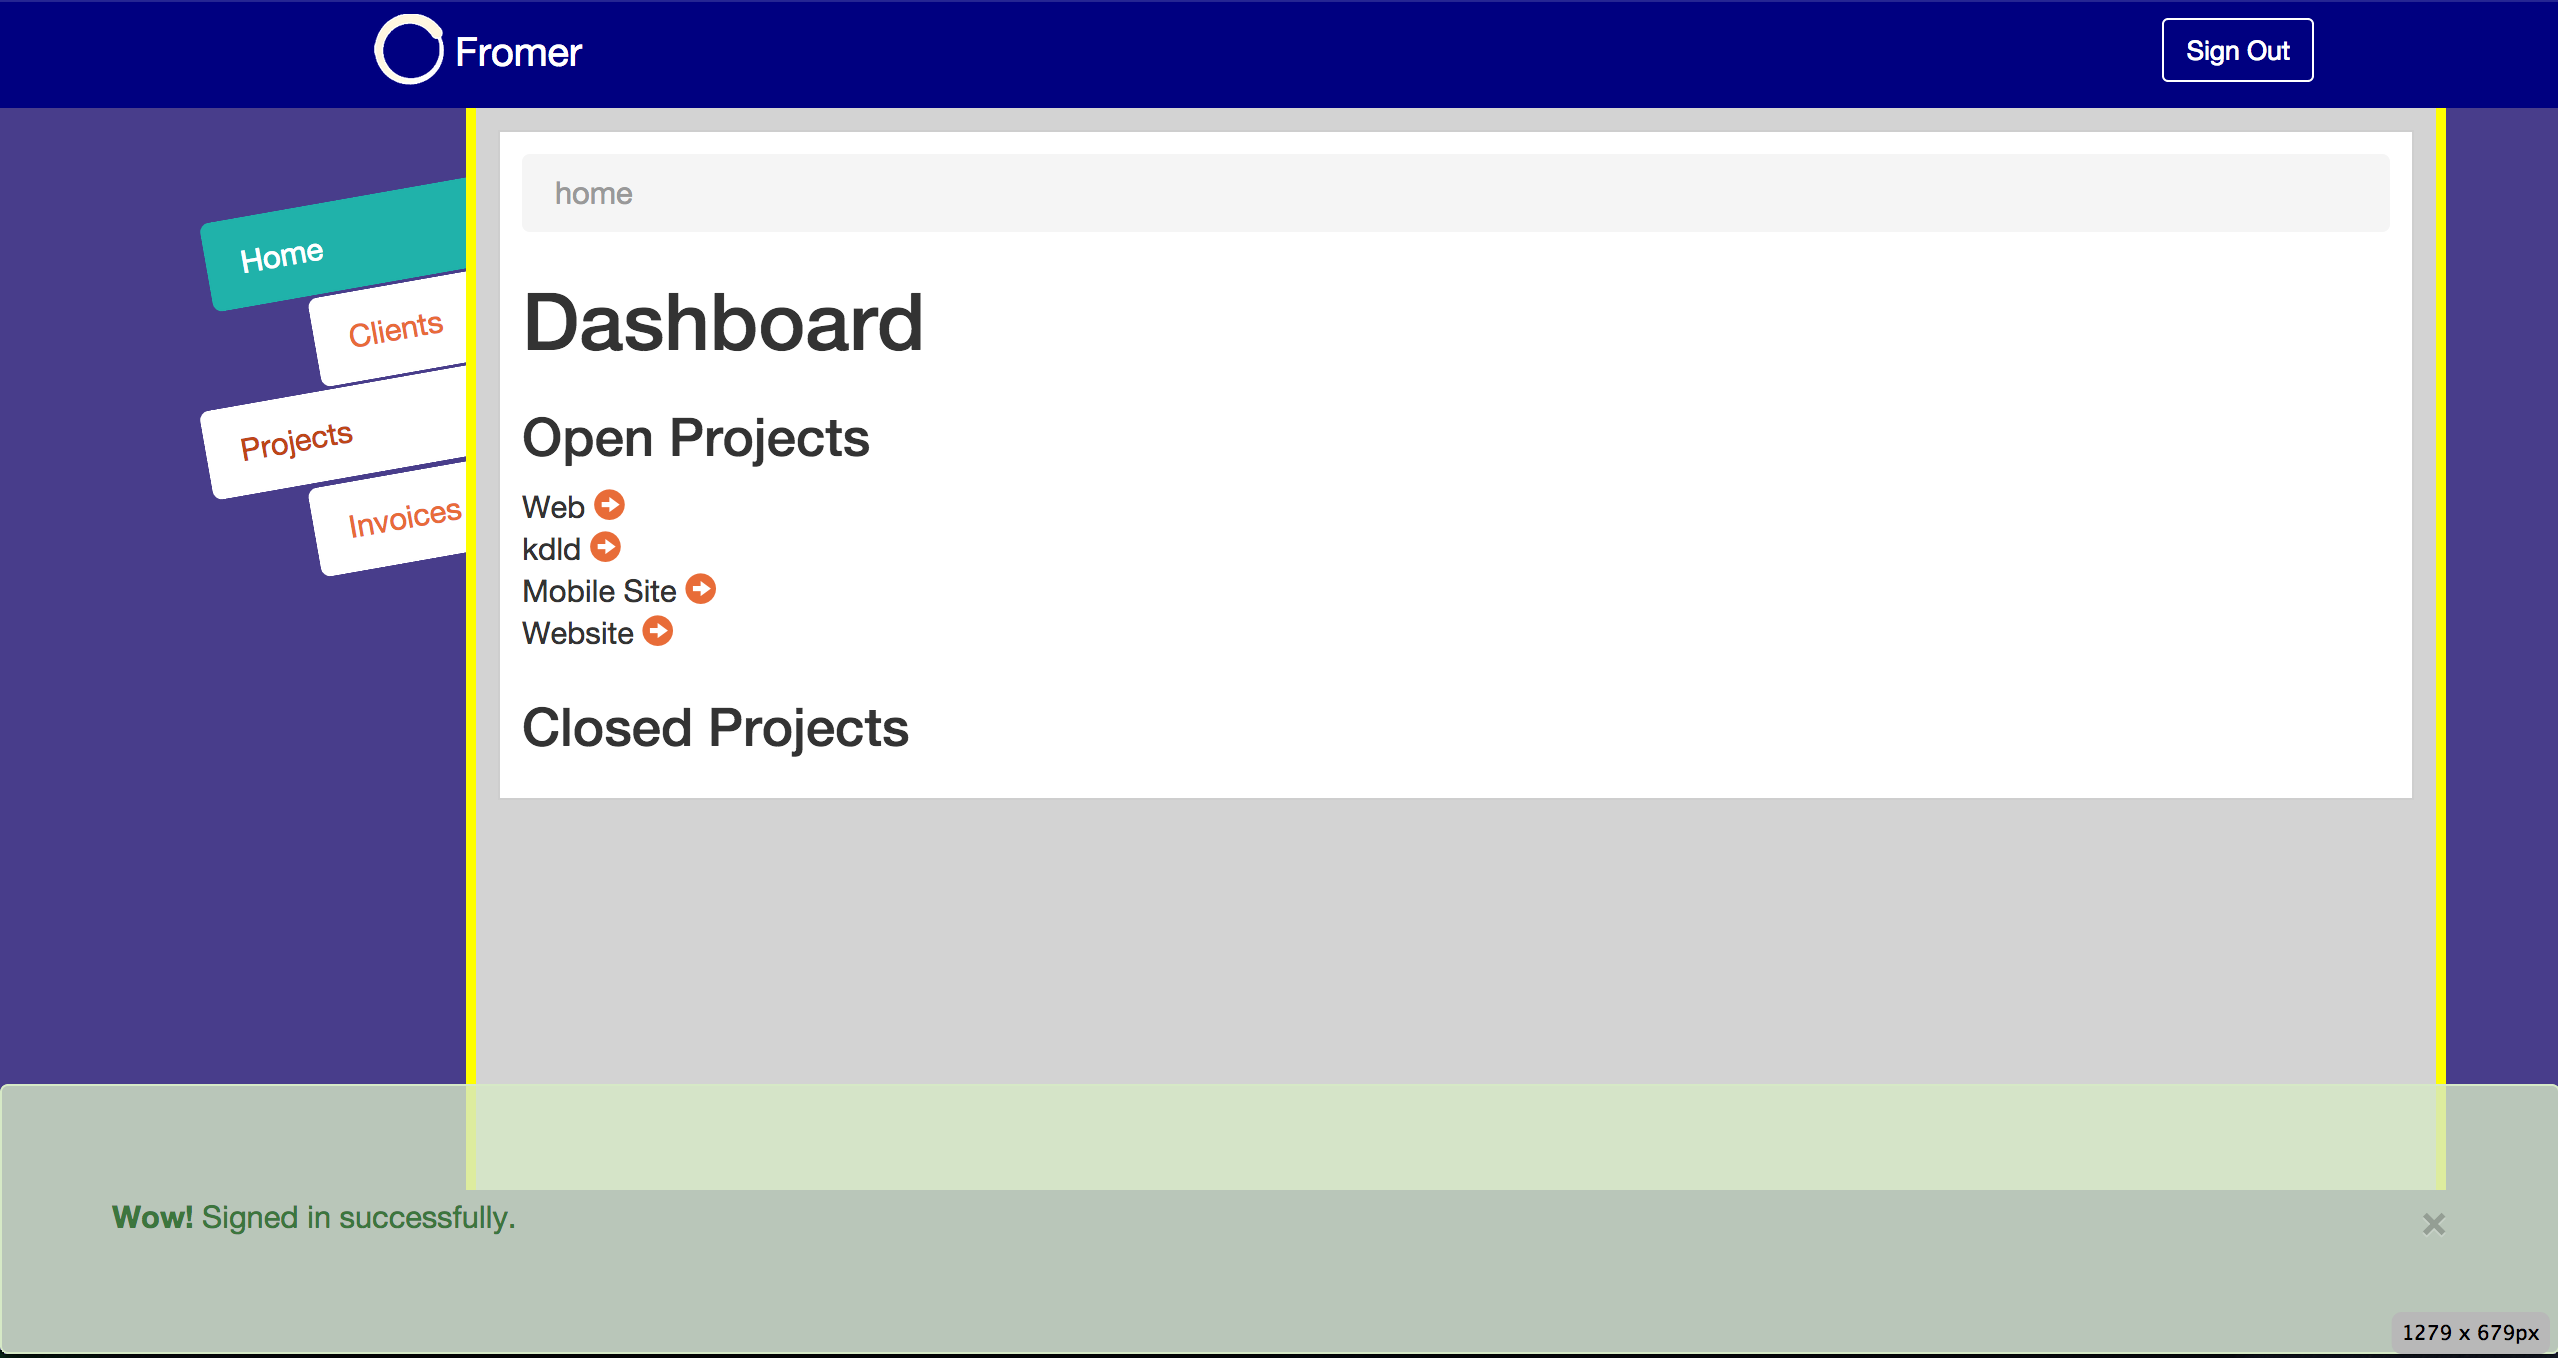 Fromer
Sign Out
Home
Clients
Projects
Invoices
home
Dashboard
Open Projects
Web
kdld
Mobile Site
Website
Closed Projects
Wow! Signed in successfully.
×
1279 x 679px